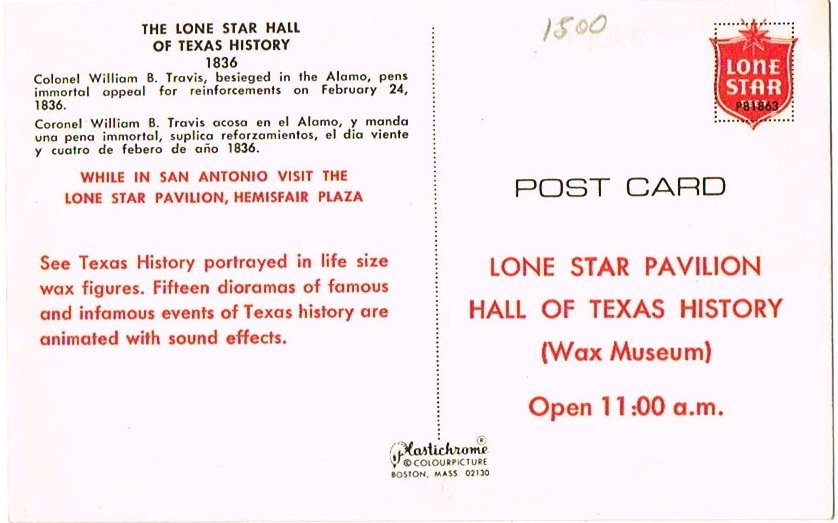 THE LONE STAR HALL
OF TEXAS HISTORY
1836
Colonel William B. Travis, besieged in the Alamo, pens
immortal appeal for reinforcements on February 24,
1836.
Coronel William B. Travis acosa en el Alamo, y manda
una pena immortal, suplica reforzamientos, el dia viente
y cuatro de febero de año 1836.
WHILE IN SAN ANTONIO VISIT THE
LONE STAR PAVILION, HEMISFAIR PLAZA
See Texas History portrayed in life size
wax figures. Fifteen dioramas of famous
and infamous events of Texas history are
animated with sound effects.
Plastichrome®
© COLOURPICTURE
BOSTON, MASS. 02130
1500
LONE
STAR
P81863
POST CARD
LONE STAR PAVILION
HALL OF TEXAS HISTORY
(Wax Museum)
Open 11:00 a.m.